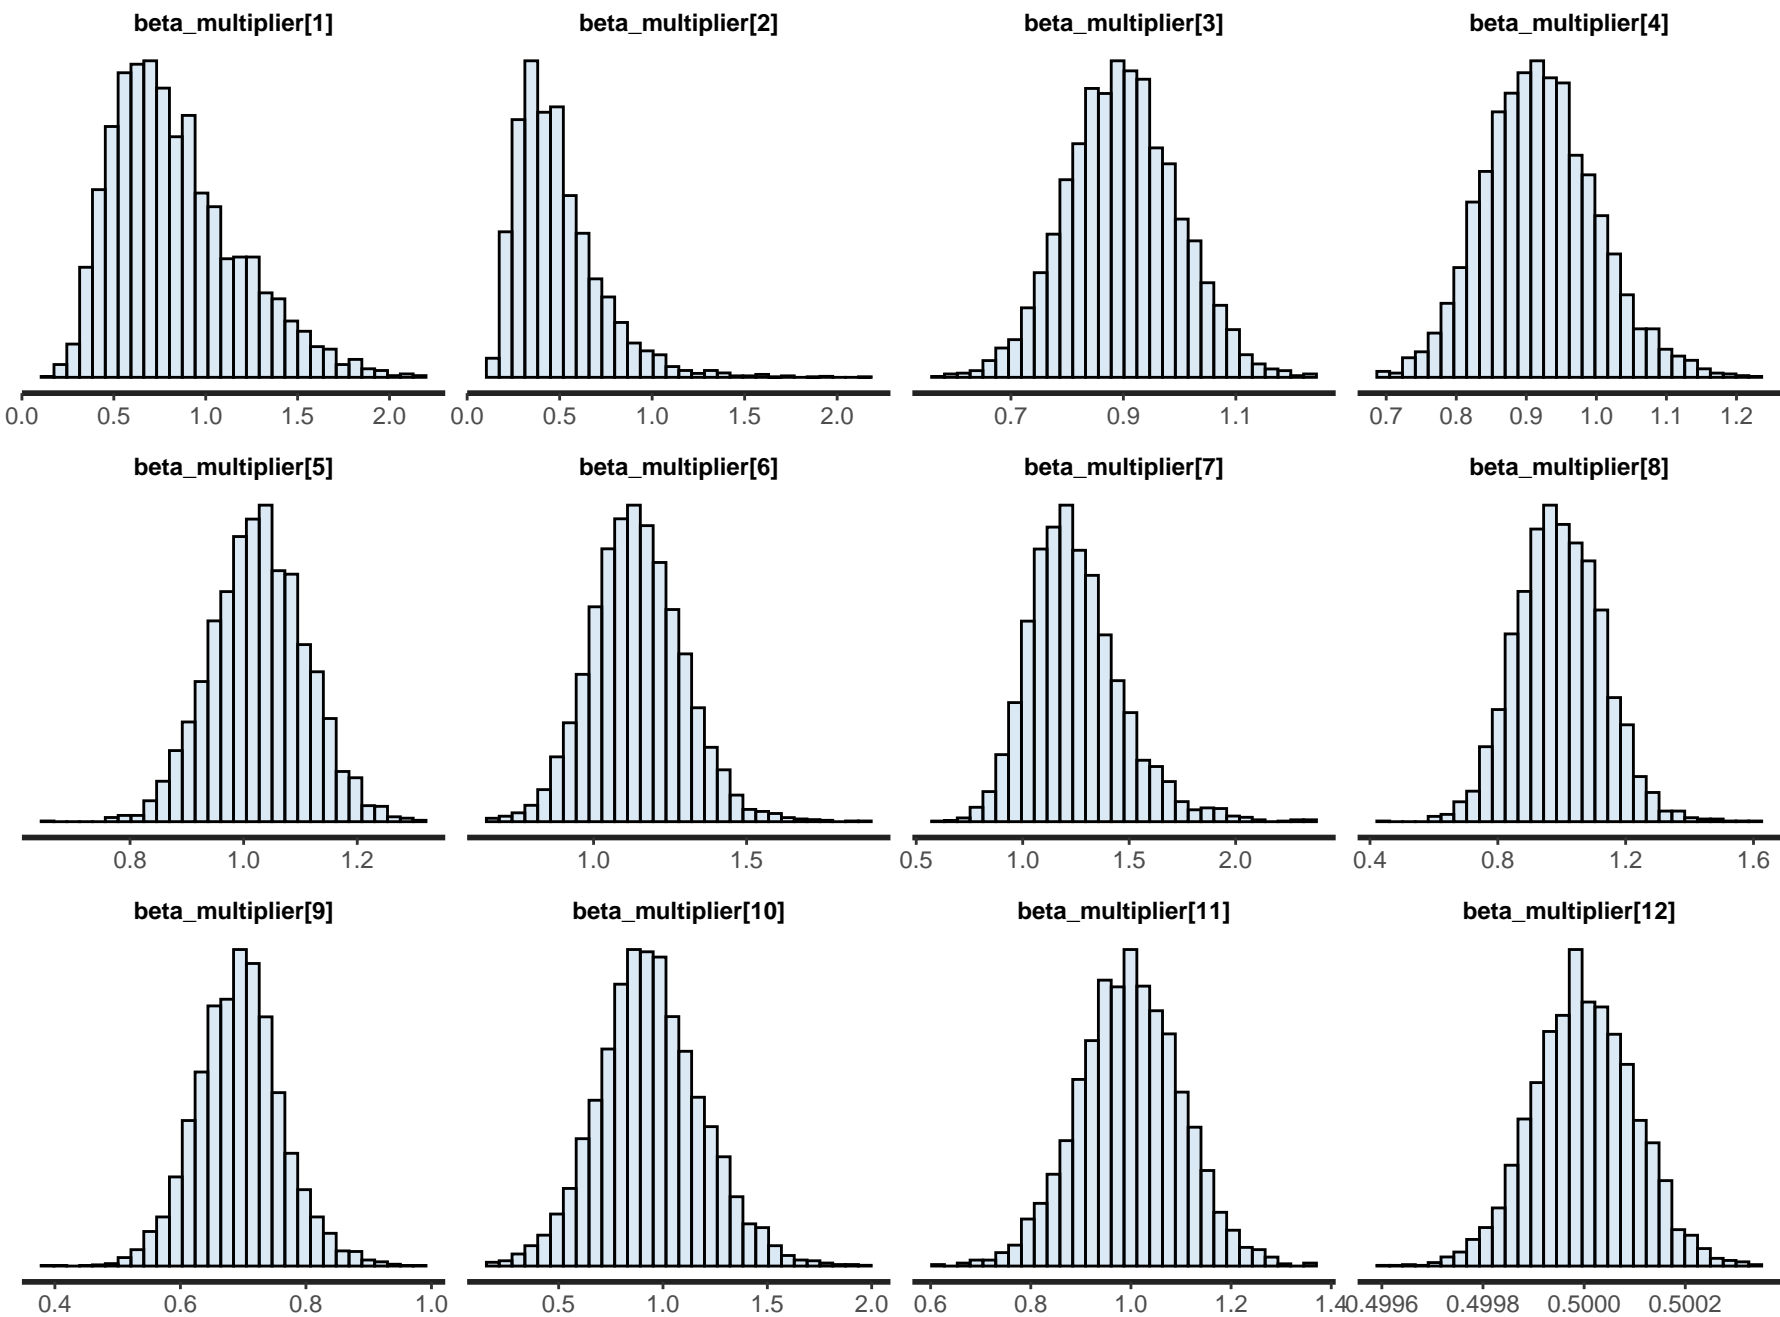 beta_multiplier[1] beta_multiplier[2] beta_multiplier[3] beta_multiplier[4]
0.0 0.5 1.0 1.5 2.0 0.0 0.5 1.0 1.5 2.0 0.7 0.9 1.1 0.7 0.8 0.9 1.0 1.1 1.2
beta_multiplier[5] beta_multiplier[6] beta_multiplier[7] beta_multiplier[8]
0.8 1.0 1.2 1.0 1.5 0.5 1.0 1.5 2.0 0.4 0.8 1.2 1.6
beta_multiplier[9] beta_multiplier[10] beta_multiplier[11] beta_multiplier[12]
0.4 0.6 0.8 1.0 0.5 1.0 1.5 2.0 0.6 0.8 1.0 1.2 1.4 0.4996 0.4998 0.5000 0.5002